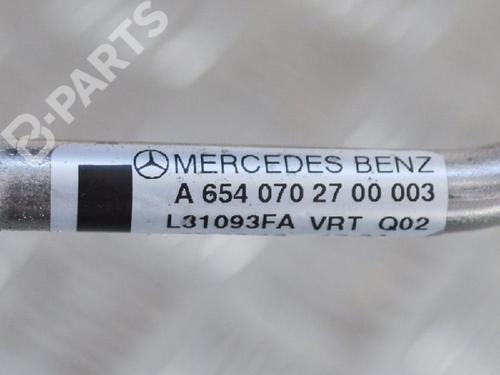 B-PARTS
MERCEDES BENZ
A 654 070 27 00 003
L31093FA VRT Q02